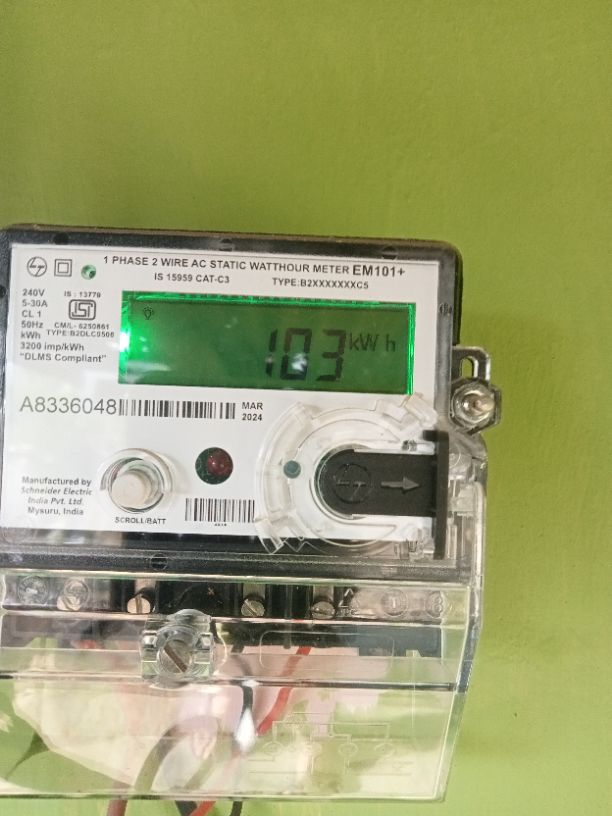 1 PHASE 2 WIRE AC STATIC WATTHOUR METER EM101+
IS 15959 CAT-C3 TYPE:B2XXXXXXXC5
240V
5-30A
CL 1
50Hz
kWh
3200 imp/kWh
"DLMS Compliant"
IS : 13779
ISI
CM/L- 6250861
TYPE:B2DLC0508
103 kWh
A8336048
MAR
2024
Manufactured by
Schneider Electric
India Pvt. Ltd.
Mysuru, India
SCROLL/BATT